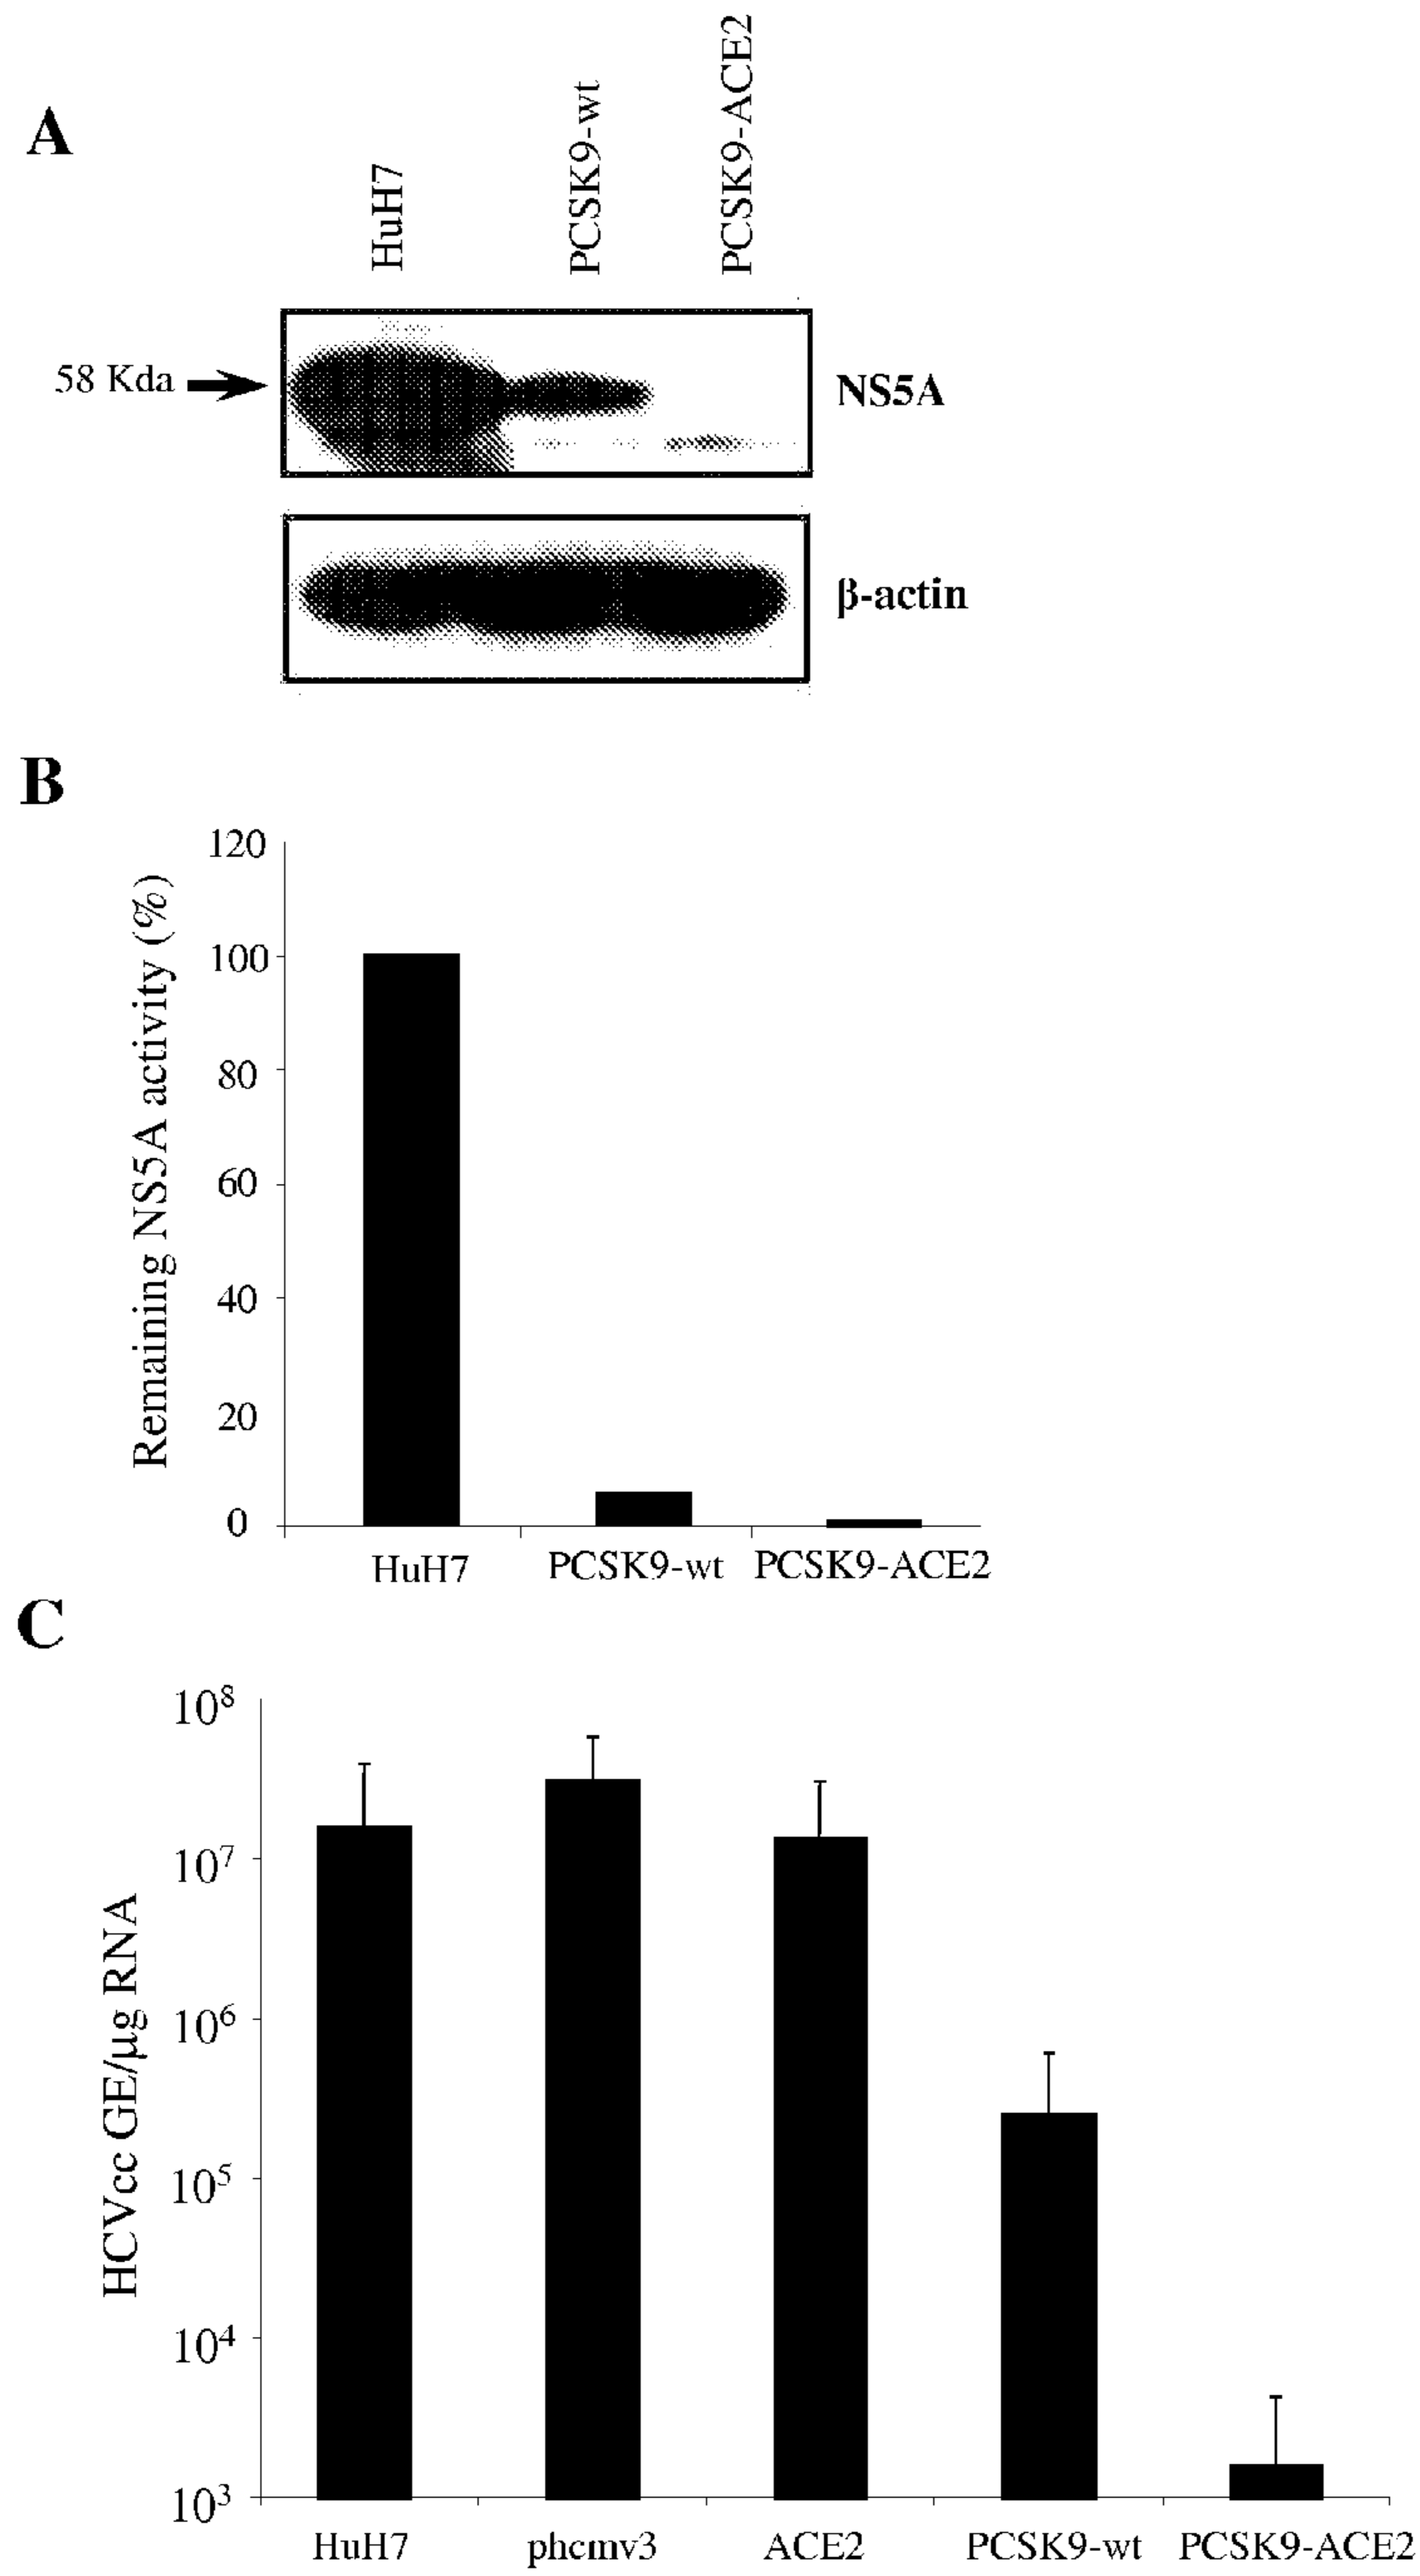 A
HuH7
PCSK9-wt
PCSK9-ACE2
58 Kda
NS5A
β-actin
B
Remaining NS5A activity (%)
120
100
80
60
40
20
0
HuH7 PCSK9-wt PCSK9-ACE2
C
HCVcc GE/μg RNA
10⁸
10⁷
10⁶
10⁵
10⁴
10³
HuH7 phcmv3 ACE2 PCSK9-wt PCSK9-ACE2